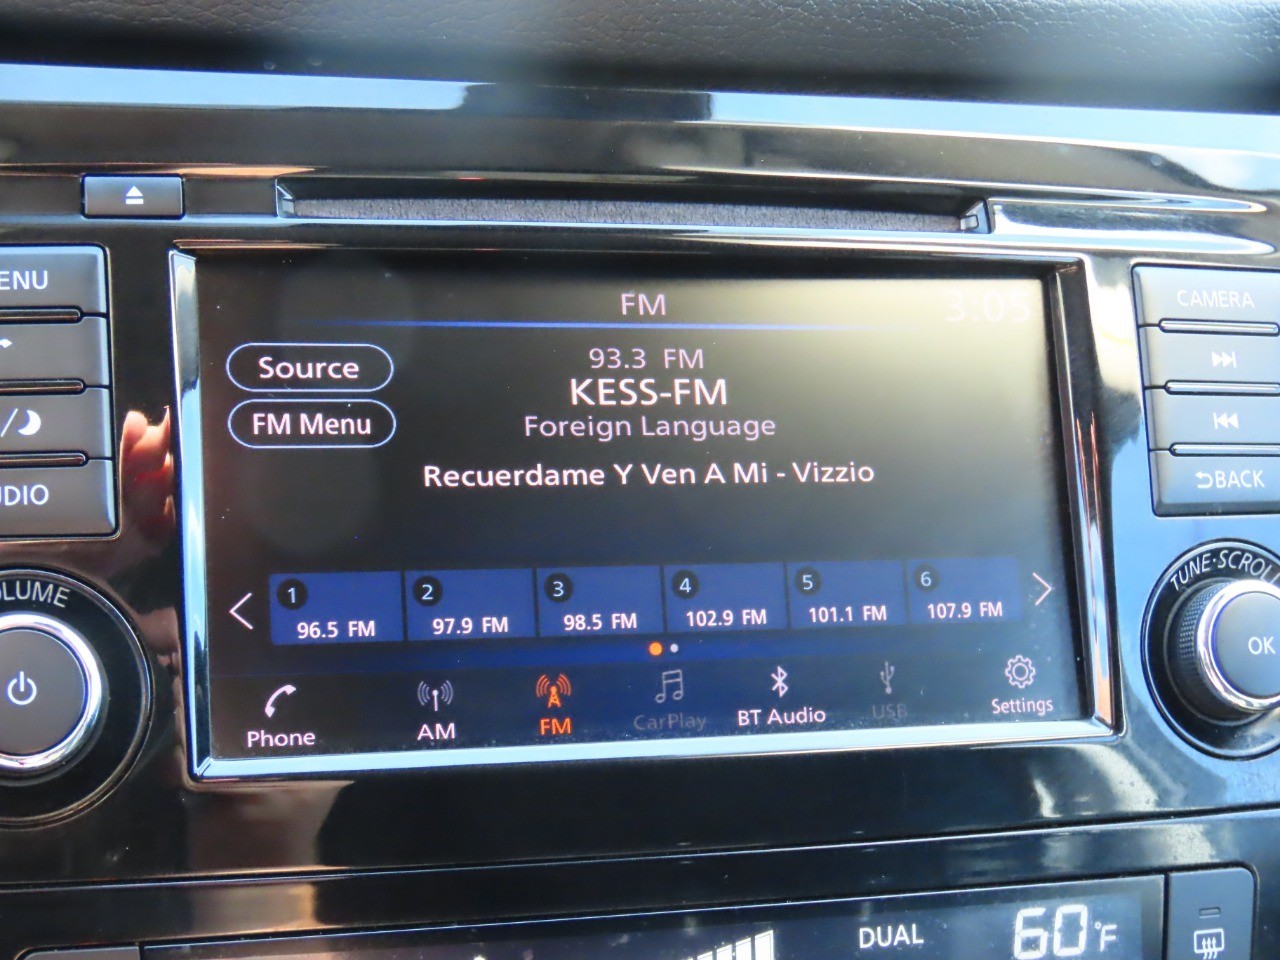 FM
3:05
Source
FM Menu
93.3 FM
KESS-FM
Foreign Language
Recuerdame Y Ven A Mi - Vizzio
1 96.5 FM
2 97.9 FM
3 98.5 FM
4 102.9 FM
5 101.1 FM
6 107.9 FM
Phone
AM
FM
CarPlay
BT Audio
USB
Settings
ENU
UDIO
OLUME
CAMERA
BACK
TUNE·SCROLL
OK
DUAL
60°F